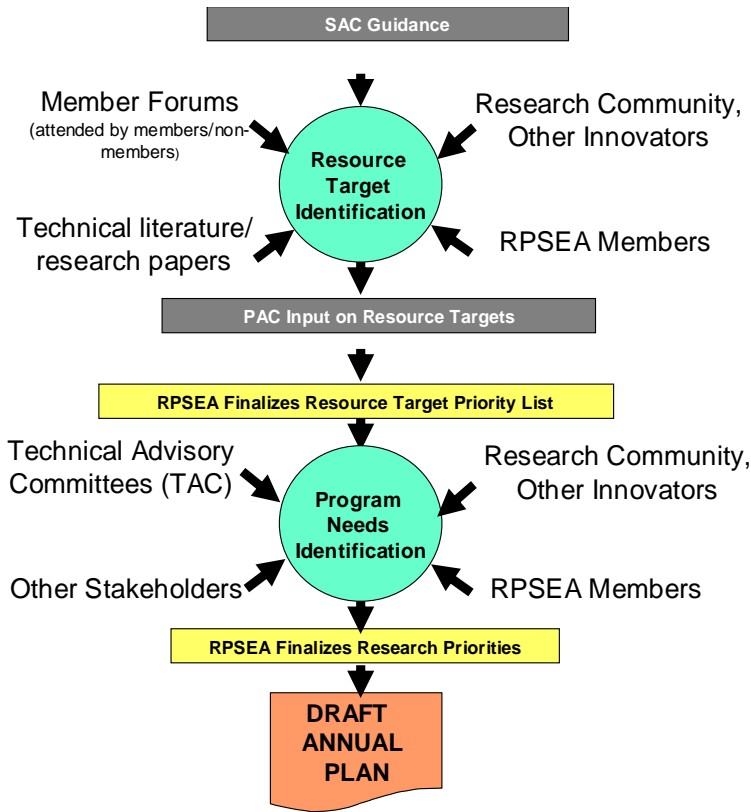 SAC Guidance
Member Forums
(attended by members/non-
members)
Research Community,
Other Innovators
Resource
Target
Identification
Technical literature/
research papers
RPSEA Members
PAC Input on Resource Targets
RPSEA Finalizes Resource Target Priority List
Technical Advisory
Committees (TAC)
Research Community,
Other Innovators
Program
Needs
Identification
Other Stakeholders
RPSEA Members
RPSEA Finalizes Research Priorities
DRAFT
ANNUAL
PLAN